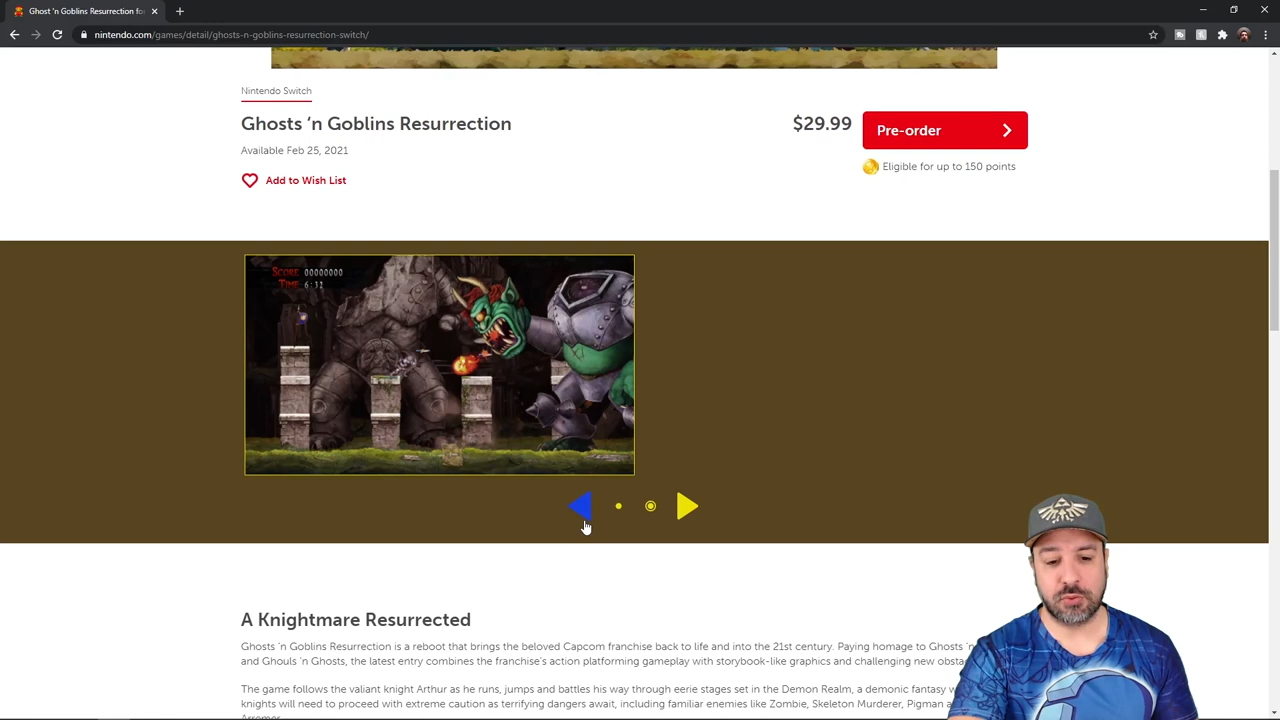 Ghost 'n Goblins Resurrection fo
nintendo.com/games/detail/ghosts-n-goblins-resurrection-switch/
Nintendo Switch
Ghosts 'n Goblins Resurrection
$29.99
Pre-order
Available Feb 25, 2021
Eligible for up to 150 points
Add to Wish List
SCORE 00000000
TIME 6:32
A Knightmare Resurrected
Ghosts 'n Goblins Resurrection is a reboot that brings the beloved Capcom franchise back to life and into the 21st century. Paying homage to Ghosts 'n
and Ghouls 'n Ghosts, the latest entry combines the franchise's action platforming gameplay with storybook-like graphics and challenging new obsta
The game follows the valiant knight Arthur as he runs, jumps and battles his way through eerie stages set in the Demon Realm, a demonic fantasy w
knights will need to proceed with extreme caution as terrifying dangers await, including familiar enemies like Zombie, Skeleton Murderer, Pigman a
Arremer